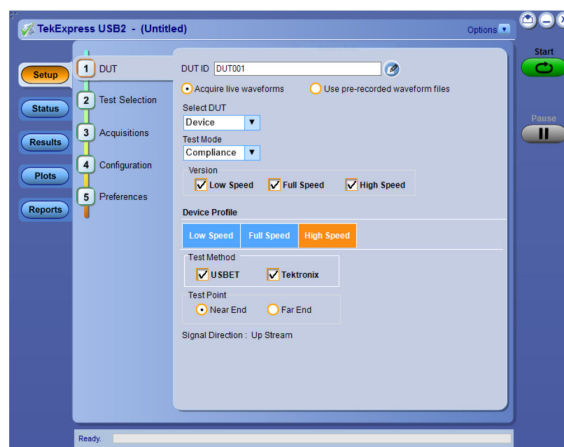 TekExpress USB2 - (Untitled)
Options
Start
Setup
Status
Results
Plots
Reports
1 DUT
2 Test Selection
3 Acquisitions
4 Configuration
5 Preferences
DUT ID DUT001
Acquire live waveforms Use pre-recorded waveform files
Select DUT
Device
Test Mode
Compliance
Version
Low Speed Full Speed High Speed
Device Profile
Low Speed Full Speed High Speed
Test Method
USBET Tektronix
Test Point
Near End Far End
Signal Direction : Up Stream
Pause
Ready.